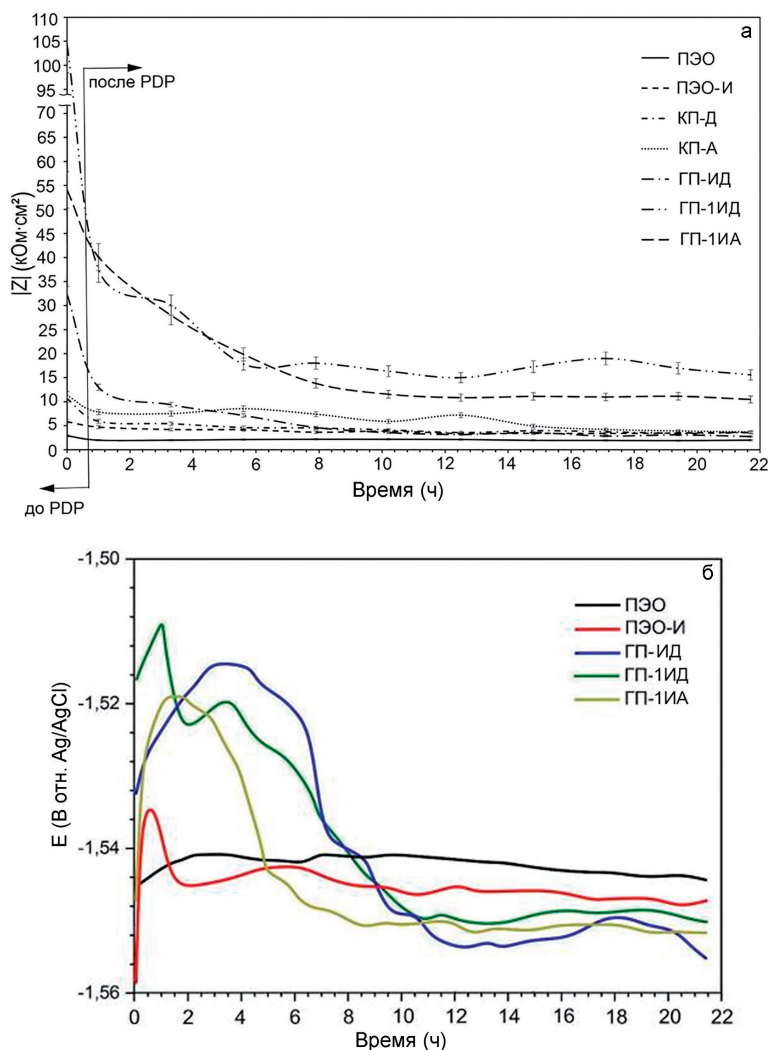 а
110
105
100
95
70
65
60
55
50
45
40
35
30
25
20
15
10
5
0
|Z| (кОм·см²)
после PDP
до PDP
ПЭО
ПЭО-И
КП-Д
КП-А
ГП-ИД
ГП-1ИД
ГП-1ИА
0 2 4 6 8 10 12 14 16 18 20 22
Время (ч)
б
-1,50
-1,52
-1,54
-1,56
E (В отн. Ag/AgCl)
ПЭО
ПЭО-И
ГП-ИД
ГП-1ИД
ГП-1ИА
0 2 4 6 8 10 12 14 16 18 20 22
Время (ч)